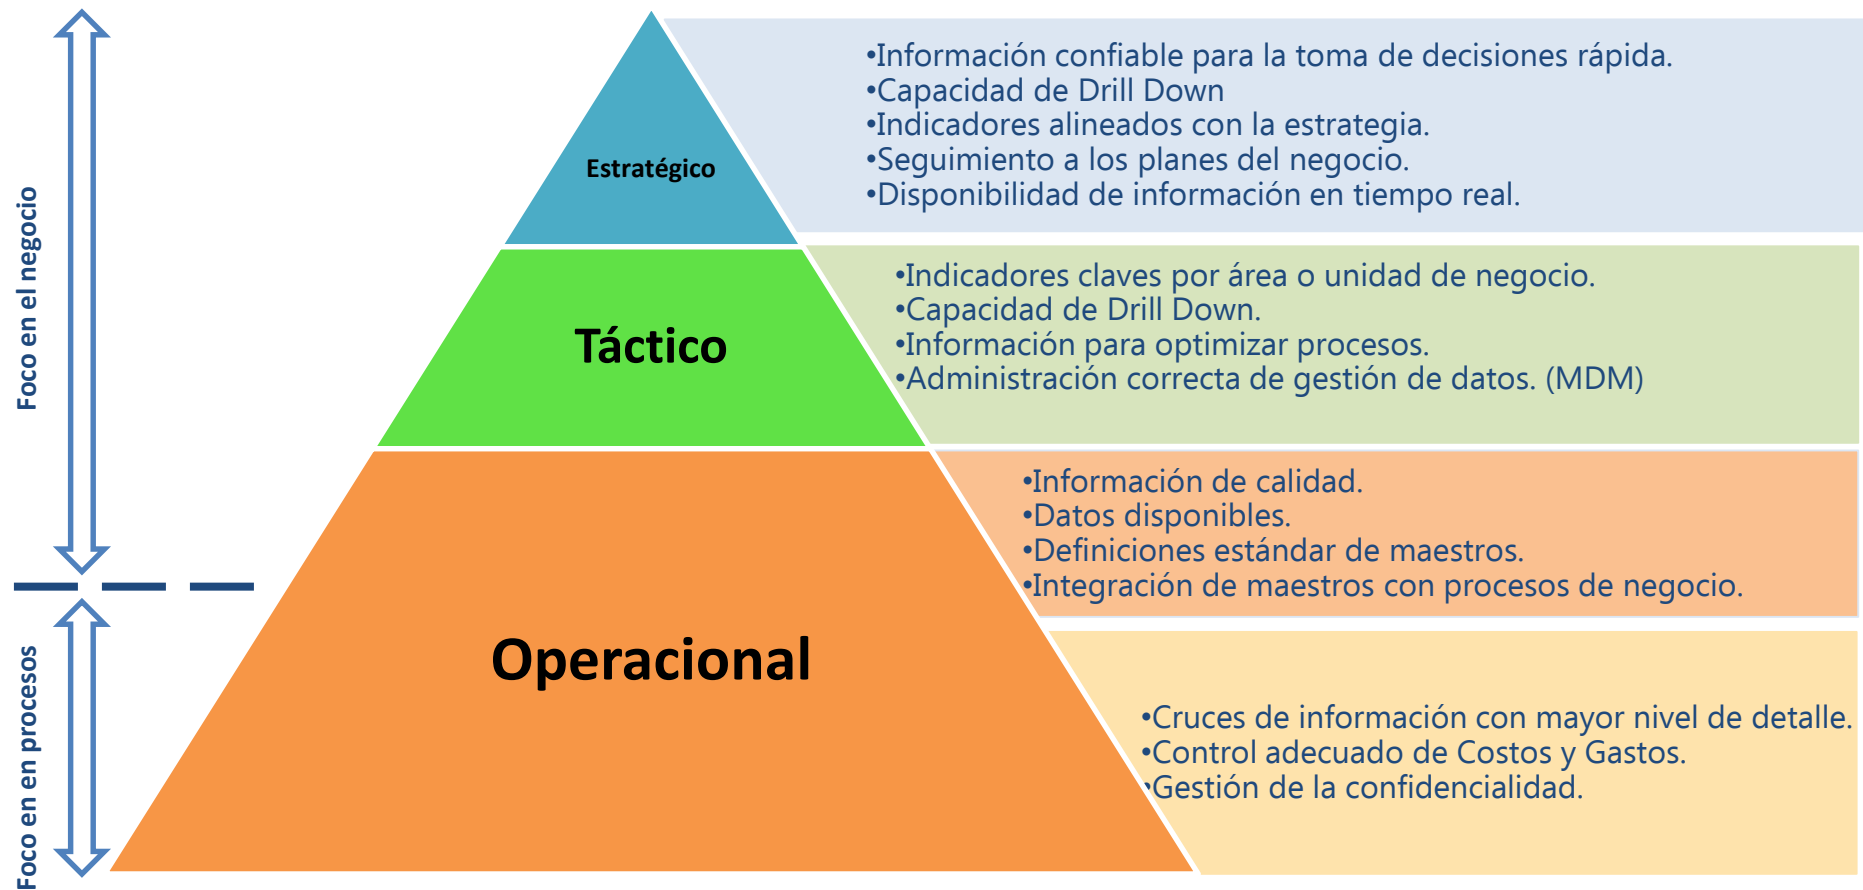 Foco en el negocio
Estratégico
•Información confiable para la toma de decisiones rápida.
•Capacidad de Drill Down
•Indicadores alineados con la estrategia.
•Seguimiento a los planes del negocio.
•Disponibilidad de información en tiempo real.
Táctico
•Indicadores claves por área o unidad de negocio.
•Capacidad de Drill Down.
•Información para optimizar procesos.
•Administración correcta de gestión de datos. (MDM)
Foco en en procesos
Operacional
•Información de calidad.
•Datos disponibles.
•Definiciones estándar de maestros.
•Integración de maestros con procesos de negocio.
•Cruces de información con mayor nivel de detalle.
•Control adecuado de Costos y Gastos.
•Gestión de la confidencialidad.